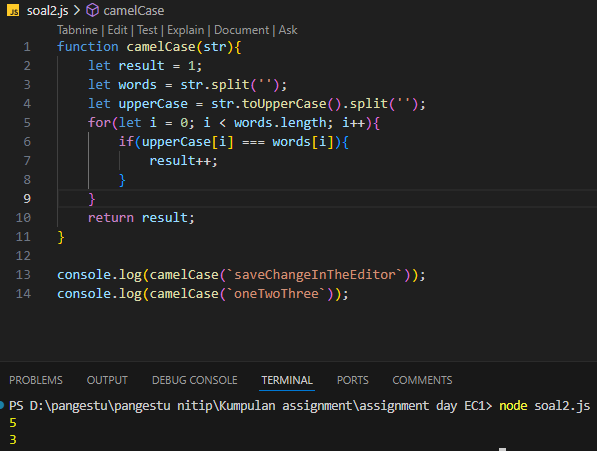 JS soal2.js > camelCase
Tabnine | Edit | Test | Explain | Document | Ask
1 function camelCase(str){
2 let result = 1;
3 let words = str.split('');
4 let upperCase = str.toUpperCase().split('');
5 for(let i = 0; i < words.length; i++){
6 if(upperCase[i] === words[i]){
7 result++;
8 }
9 }
10 return result;
11 }
12
13 console.log(camelCase(`saveChangeInTheEditor`));
14 console.log(camelCase(`oneTwoThree`));
PROBLEMS OUTPUT DEBUG CONSOLE TERMINAL PORTS COMMENTS
PS D:\pangestu\pangestu nitip\Kumpulan assignment\assignment day EC1> node soal2.js
5
3